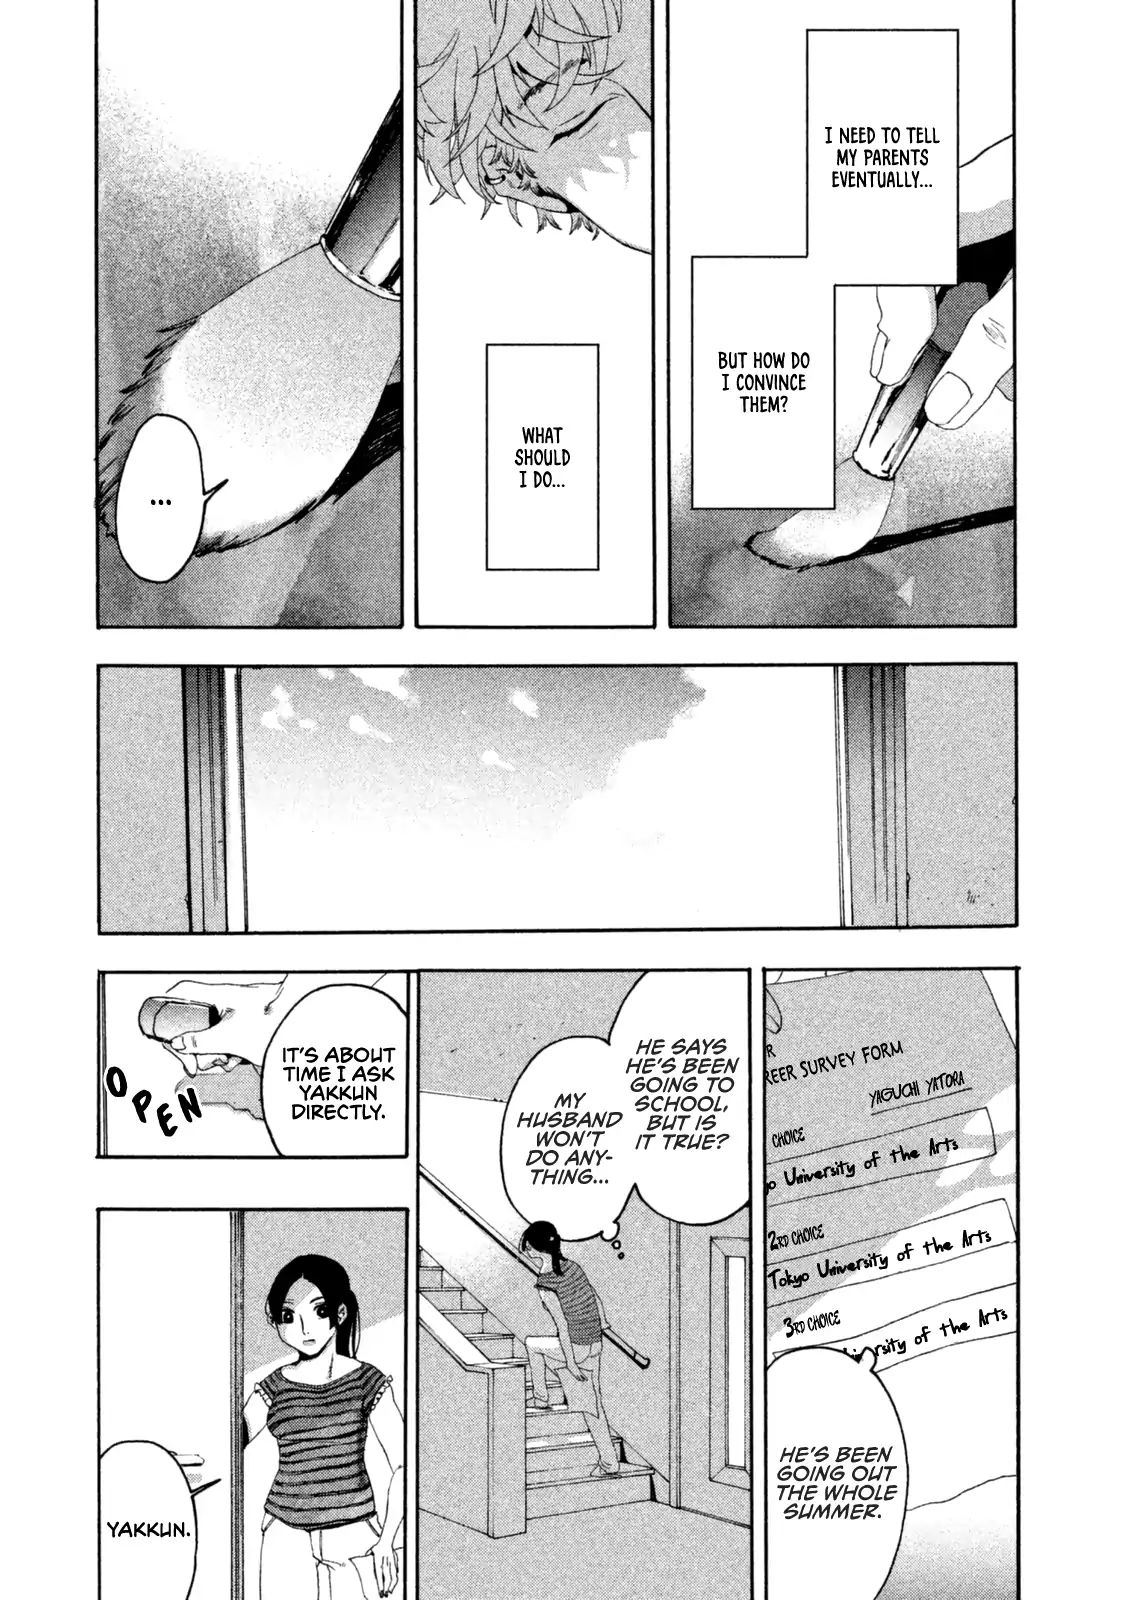 I NEED TO TELL
MY PARENTS
EVENTUALLY...
BUT HOW DO
I CONVINCE
THEM?
WHAT
SHOULD
I DO...
...
REER SURVEY FORM
YAGUCHI YATORA
CHOICE
University of the Arts
2RD CHOICE
Tokyo University of the Arts
3RD CHOICE
of the Arts
HE'S BEEN
GOING OUT
THE WHOLE
SUMMER.
HE SAYS
HE'S BEEN
GOING TO
SCHOOL,
BUT IS
IT TRUE?
MY
HUSBAND
WON'T
DO ANY-
THING...
IT'S ABOUT
TIME I ASK
YAKKUN
DIRECTLY.
OPEN
YAKKUN.